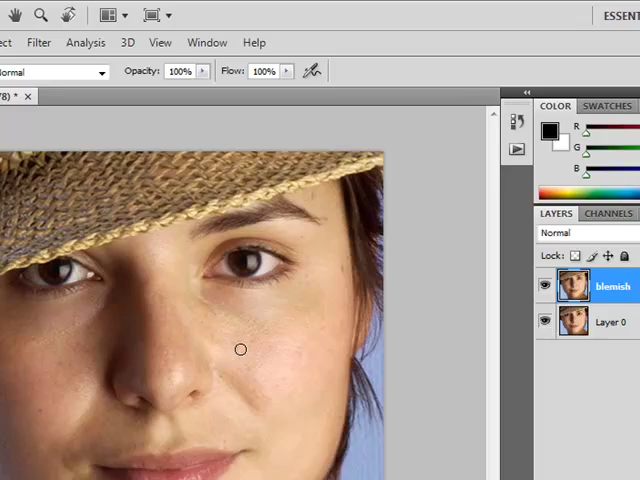 ESSENT
ect Filter Analysis 3D View Window Help
Normal Opacity: 100% Flow: 100%
78) * ×
COLOR SWATCHES
R
G
B
LAYERS CHANNELS
Normal
Lock:
blemish
Layer 0